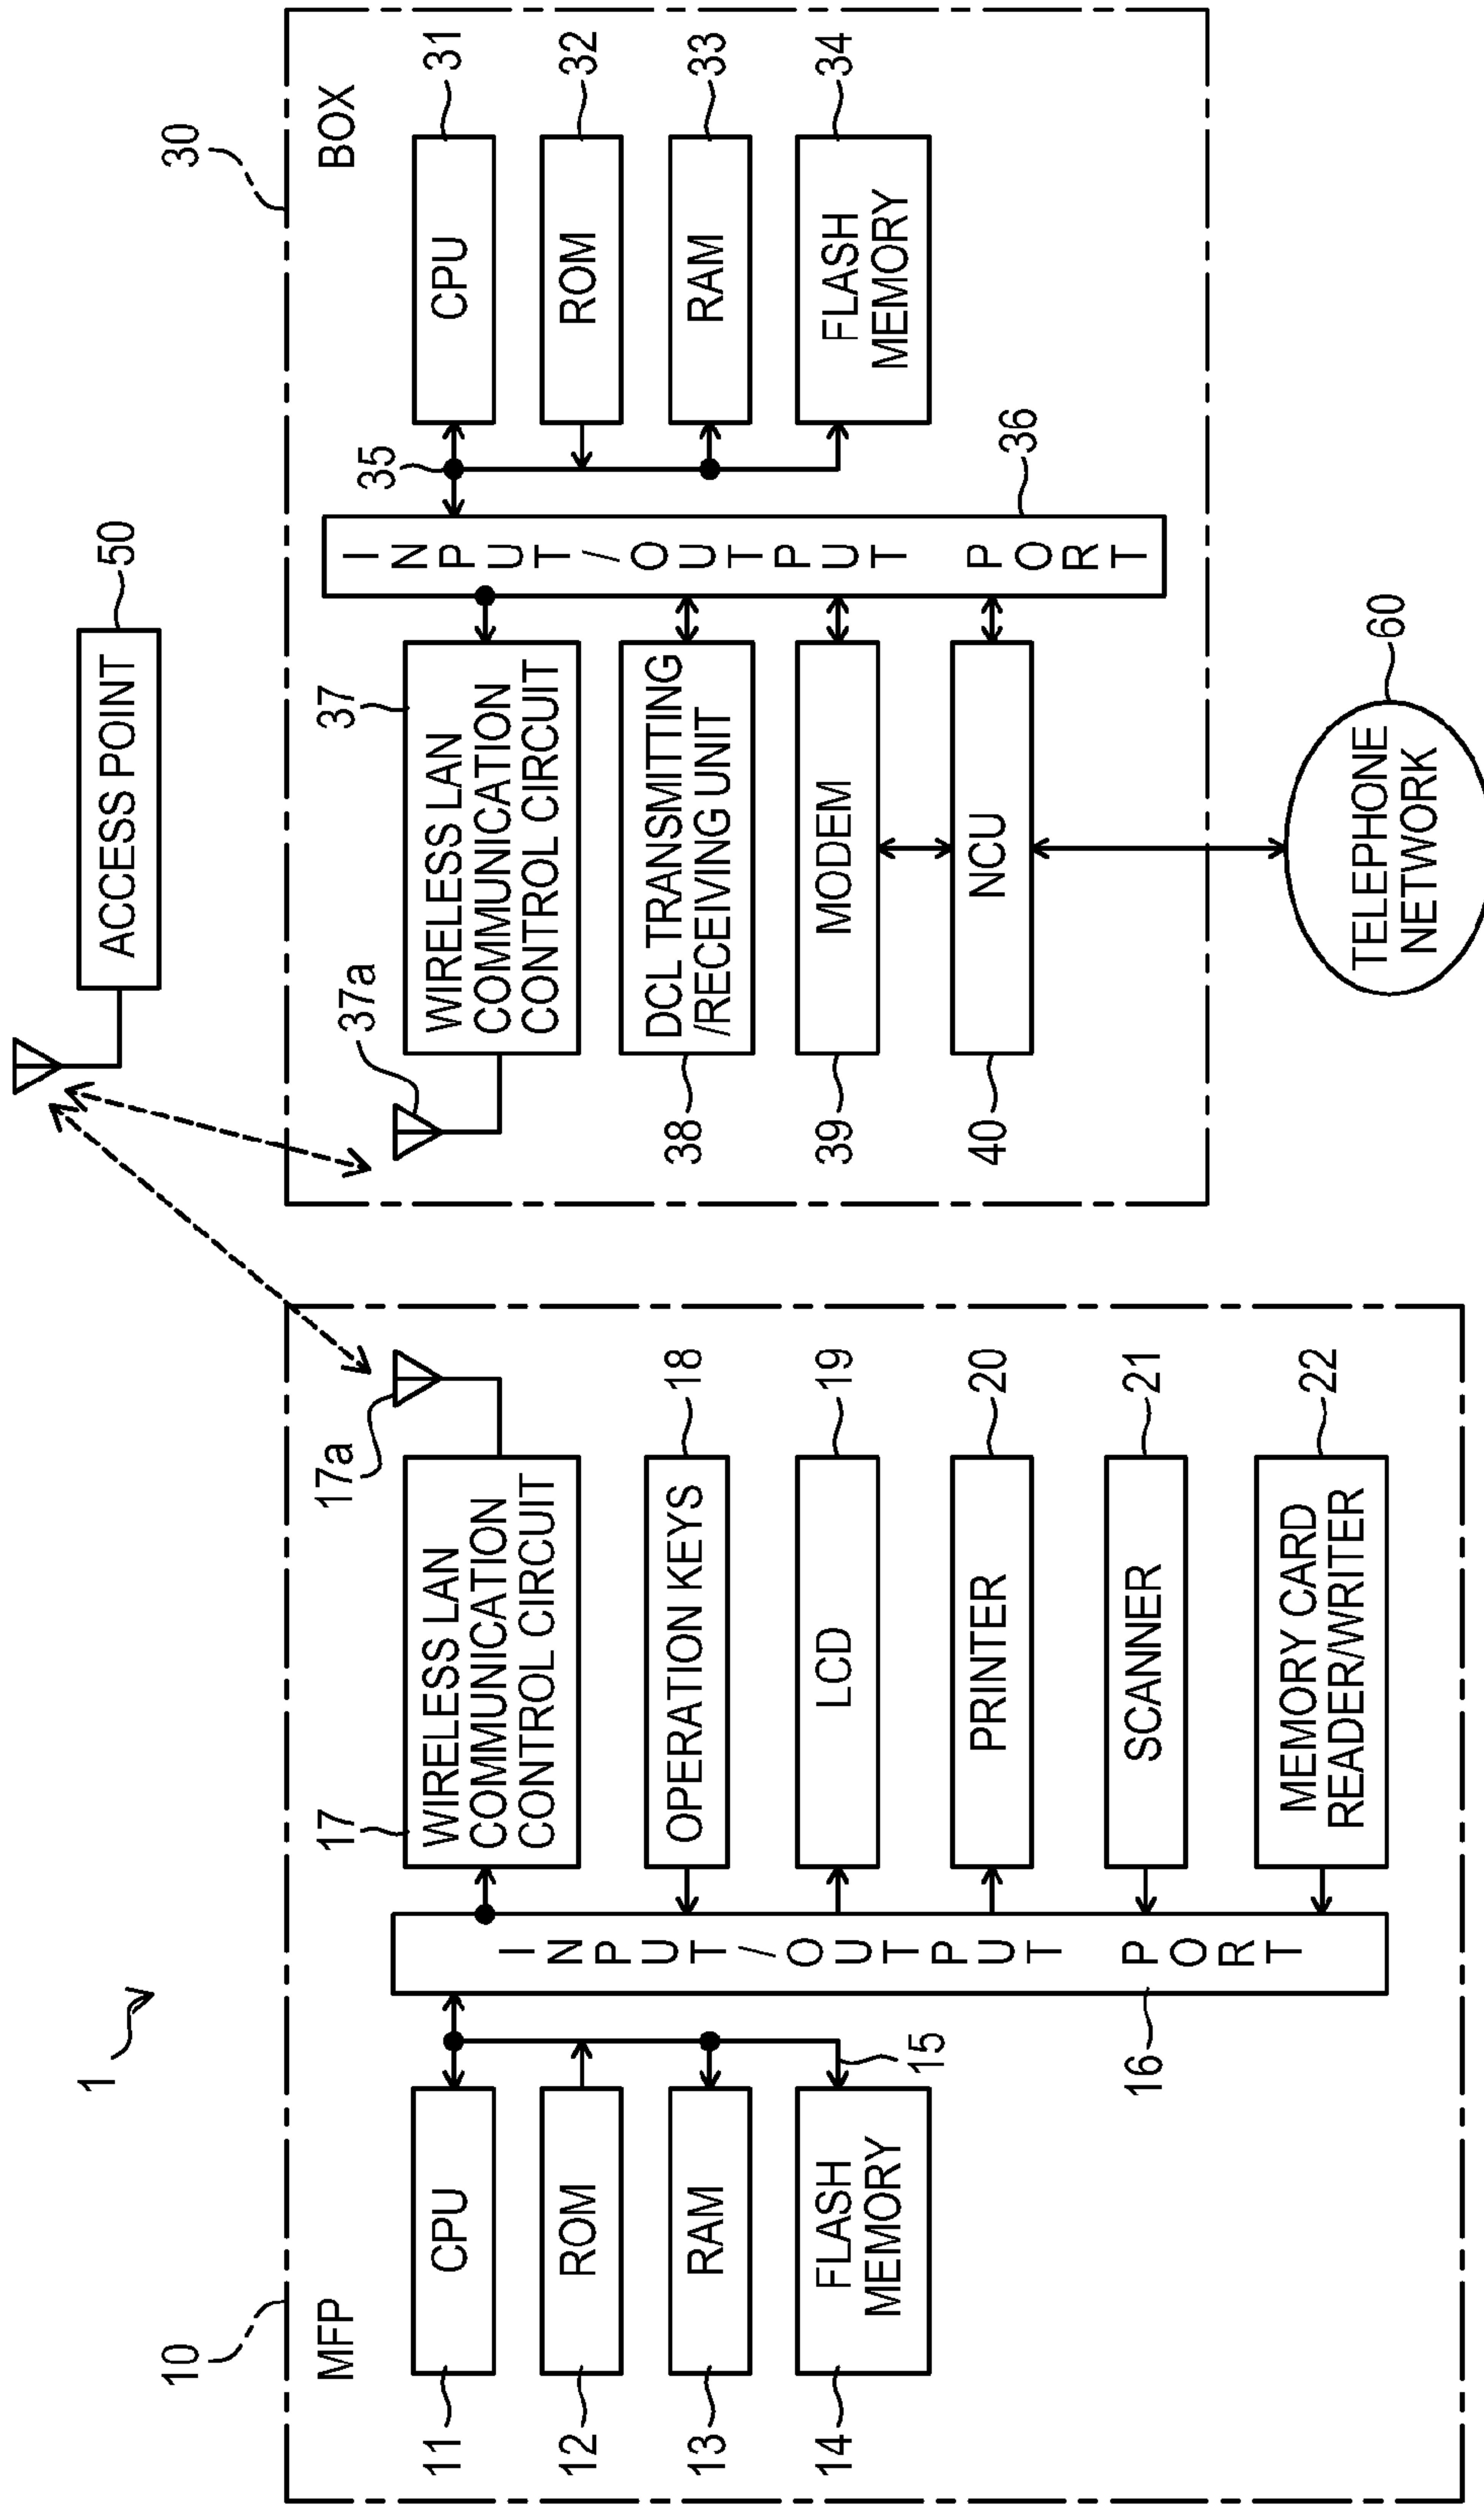 1
50
ACCESS POINT
10
MFP
11
CPU
12
ROM
13
RAM
14
FLASH
MEMORY
15
16
INPUT/OUTPUT PORT
17
17a
WIRELESS LAN
COMMUNICATION
CONTROL CIRCUIT
OPERATION KEYS
18
LCD
19
PRINTER
20
SCANNER
21
MEMORY CARD
READER/WRITER
22
30
BOX
37a
37
WIRELESS LAN
COMMUNICATION
CONTROL CIRCUIT
38
DCL TRANSMITTING
/RECEIVING UNIT
39
MODEM
40
NCU
INPUT/OUTPUT PORT
35
36
CPU
31
ROM
32
RAM
33
FLASH
MEMORY
34
TELEPHONE
NETWORK
60